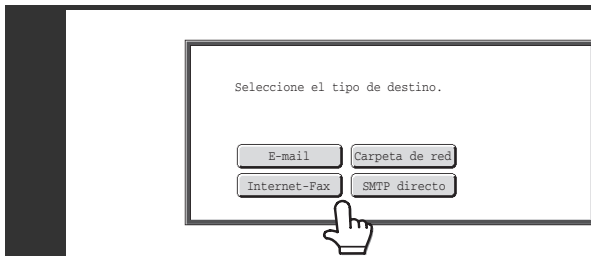 Seleccione el tipo de destino.
E-mail Carpeta de red
Internet-Fax SMTP directo